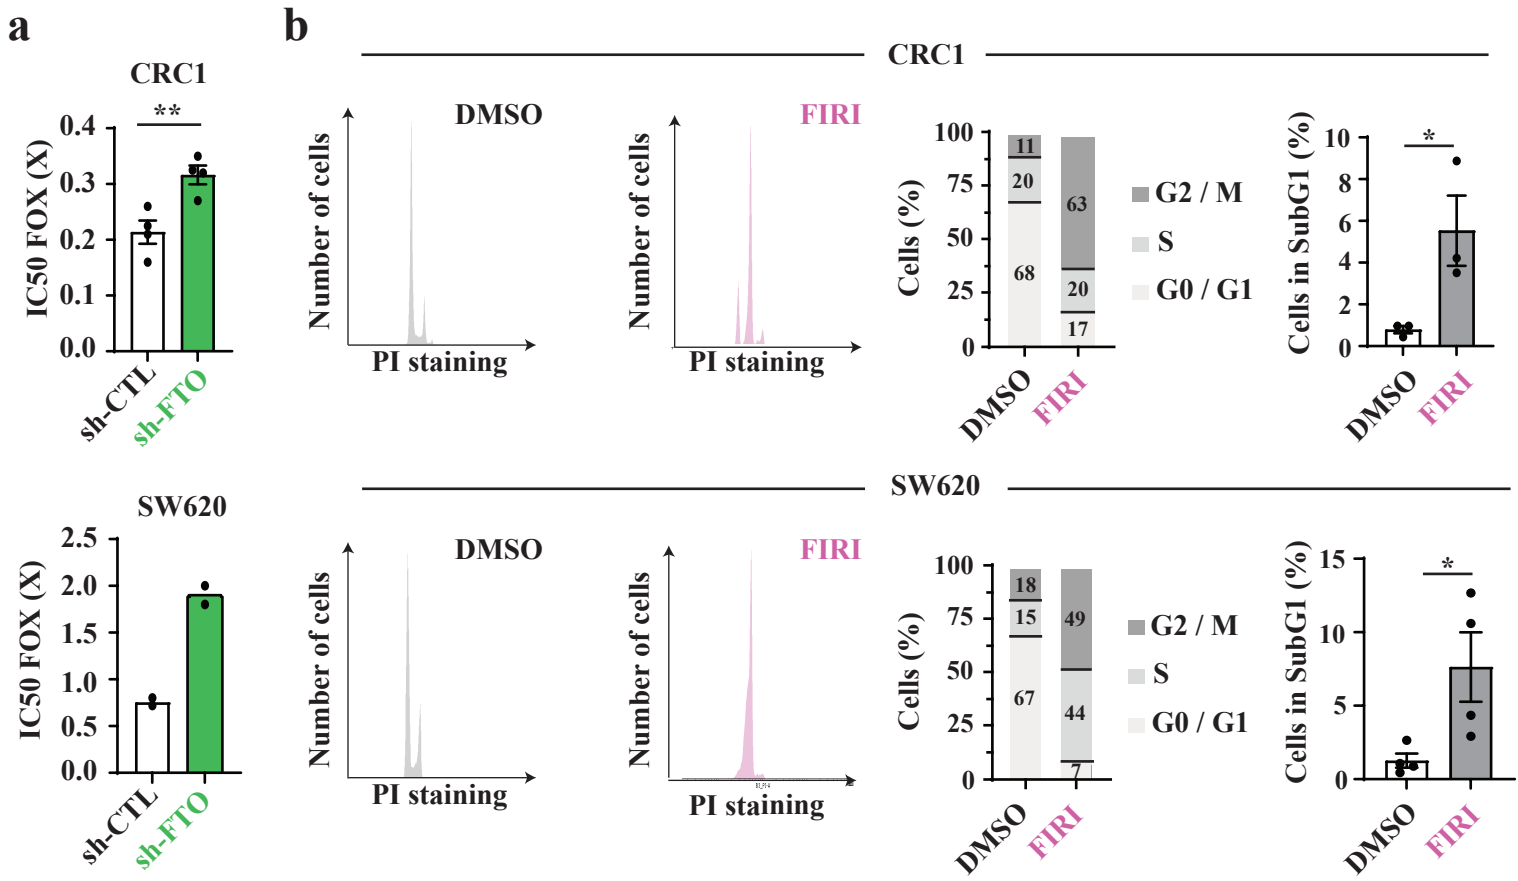 a
CRC1
**
IC50 FOX (X)
0.4
0.3
0.2
0.1
0.0
sh-CTL
sh-FTO
SW620
IC50 FOX (X)
2.5
2.0
1.5
1.0
0.5
0.0
sh-CTL
sh-FTO
b
CRC1
DMSO
Number of cells
PI staining
FIRI
Number of cells
PI staining
Cells (%)
100
75
50
25
0
11
20
68
63
20
17
DMSO
FIRI
G2 / M
S
G0 / G1
Cells in SubG1 (%)
10
8
6
4
2
0
*
DMSO
FIRI
SW620
DMSO
Number of cells
PI staining
FIRI
Number of cells
PI staining
Cells (%)
100
75
50
25
0
18
15
67
49
44
7
DMSO
FIRI
G2 / M
S
G0 / G1
Cells in SubG1 (%)
15
10
5
0
*
DMSO
FIRI